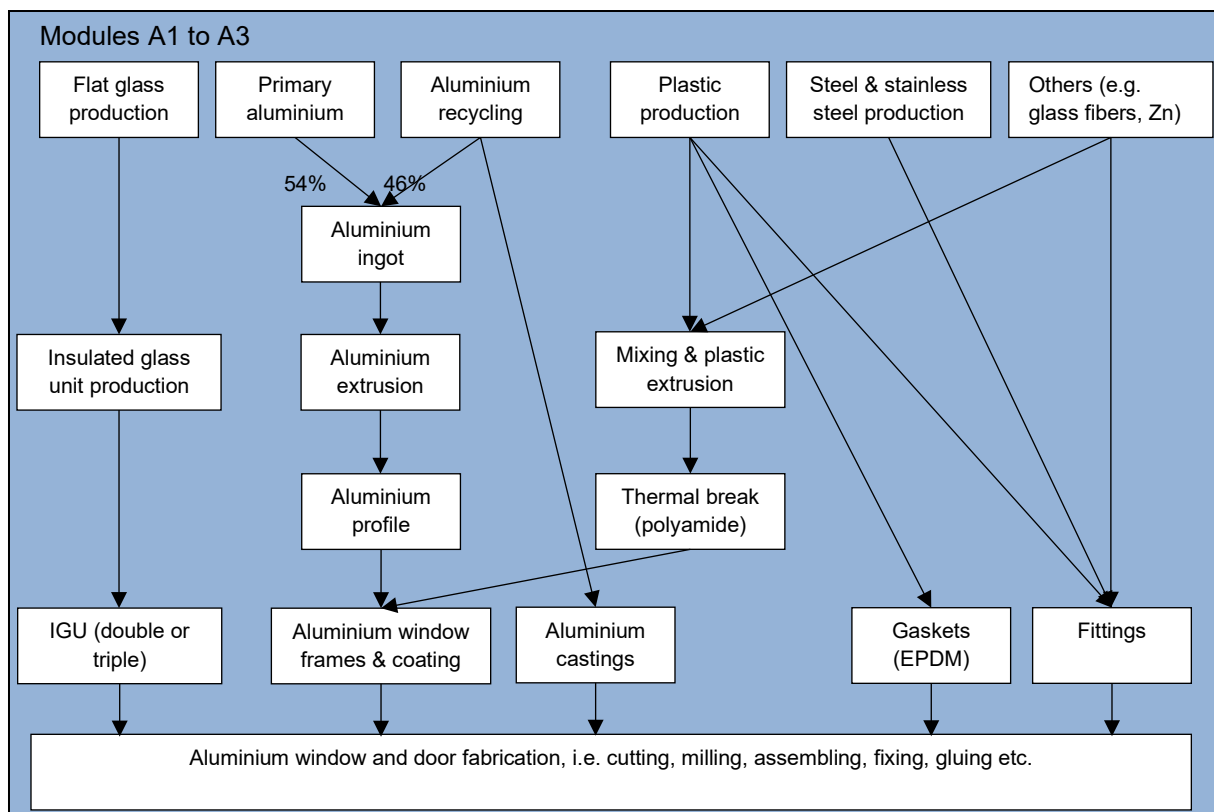 Modules A1 to A3
Flat glass
production
Primary
aluminium
Aluminium
recycling
Plastic
production
Steel & stainless
steel production
Others (e.g.
glass fibers, Zn)
54%
46%
Aluminium
ingot
Insulated glass
unit production
Aluminium
extrusion
Mixing & plastic
extrusion
Aluminium
profile
Thermal break
(polyamide)
IGU (double or
triple)
Aluminium window
frames & coating
Aluminium
castings
Gaskets
(EPDM)
Fittings
Aluminium window and door fabrication, i.e. cutting, milling, assembling, fixing, gluing etc.